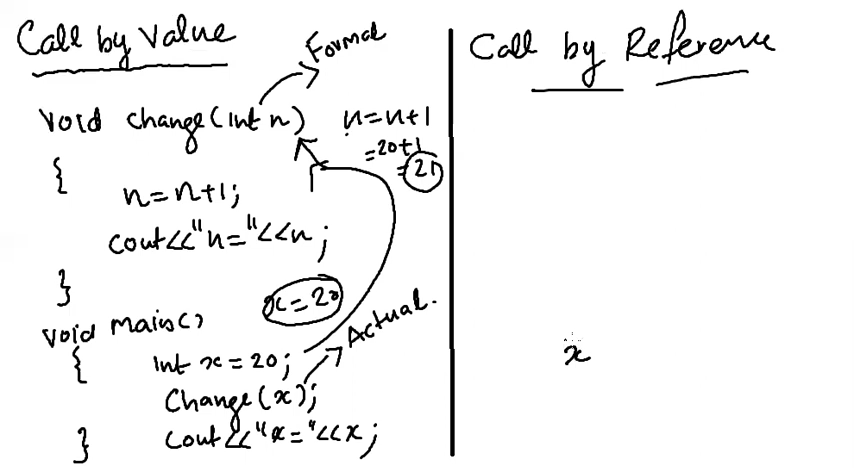 Call by Value
Formal
void change(int n)
n=n+1
=20+1
=21
{
n=n+1;
cout<<"n="<<n;
}
x=20
void main()
Actual.
{ int x=20;
Change(x);
} cout<<"x="<<x;
Call by Reference
x